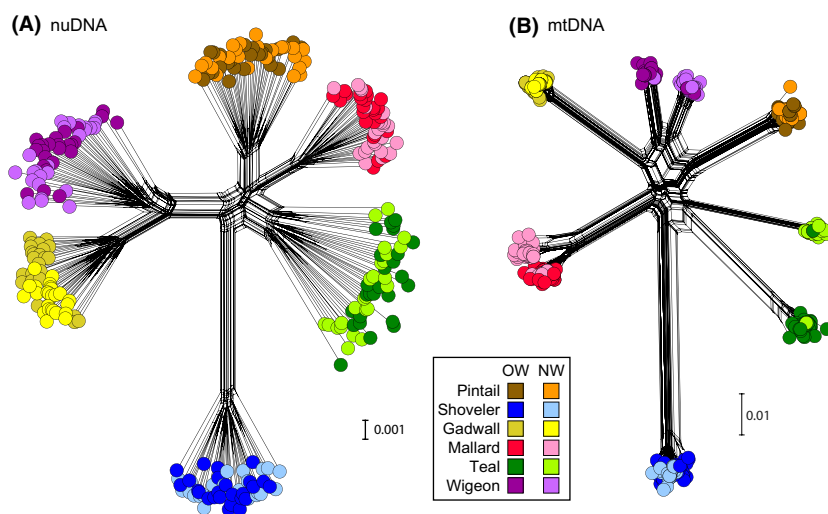 (A) nuDNA
(B) mtDNA
0.001
OW NW
Pintail
Shoveler
Gadwall
Mallard
Teal
Wigeon
0.01